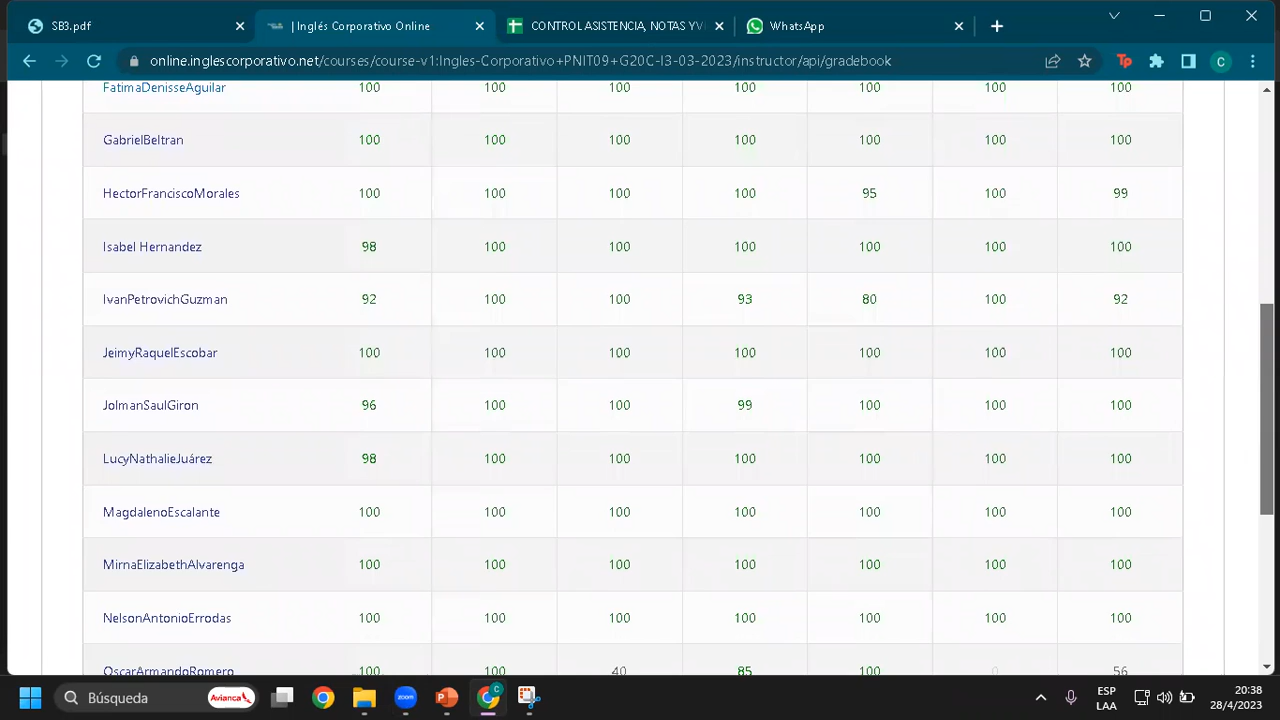 SB3.pdf
| Inglés Corporativo Online
CONTROL ASISTENCIA, NOTAS Y V
WhatsApp
online.inglescorporativo.net/courses/course-v1:Ingles-Corporativo+PNIT09+G20C-I3-03-2023/instructor/api/gradebook
Tp
C
FatimaDenisseAguilar 100 100 100 100 100 100 100
GabrielBeltran 100 100 100 100 100 100 100
HectorFranciscoMorales 100 100 100 100 95 100 99
Isabel Hernandez 98 100 100 100 100 100 100
IvanPetrovichGuzman 92 100 100 93 80 100 92
JeimyRaquelEscobar 100 100 100 100 100 100 100
JolmanSaulGiron 96 100 100 99 100 100 100
LucyNathalieJuárez 98 100 100 100 100 100 100
MagdalenoEscalante 100 100 100 100 100 100 100
MirnaElizabethAlvarenga 100 100 100 100 100 100 100
NelsonAntonioErrodas 100 100 100 100 100 100 100
OscarArmandoRomero 100 100 40 85 100 0 56
Búsqueda
Avianca
zoom
C
ESP
LAA
20:38
28/4/2023